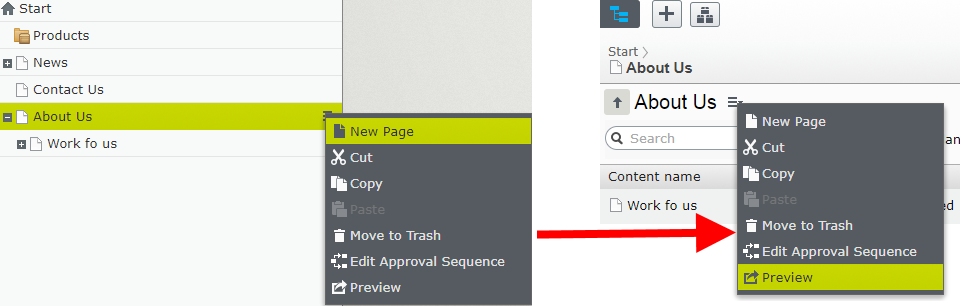 Start
Products
News
Contact Us
About Us
Work fo us
New Page
Cut
Copy
Paste
Move to Trash
Edit Approval Sequence
Preview
Start
About Us
About Us
Search
an
Content name
Work fo us
ed
New Page
Cut
Copy
Paste
Move to Trash
Edit Approval Sequence
Preview